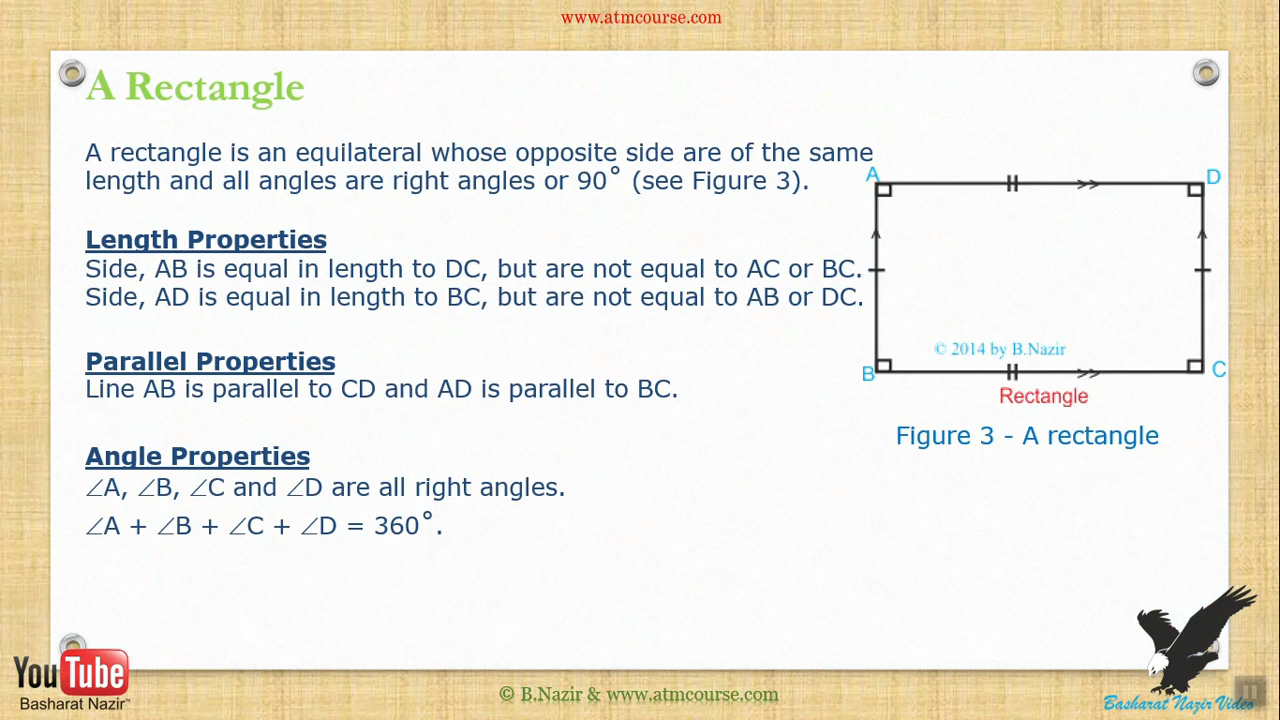 www.atmcourse.com
A Rectangle
A rectangle is an equilateral whose opposite side are of the same
length and all angles are right angles or 90° (see Figure 3).
Length Properties
Side, AB is equal in length to DC, but are not equal to AC or BC.
Side, AD is equal in length to BC, but are not equal to AB or DC.
Parallel Properties
Line AB is parallel to CD and AD is parallel to BC.
Angle Properties
∠A, ∠B, ∠C and ∠D are all right angles.
∠A + ∠B + ∠C + ∠D = 360°.
A
D
© 2014 by B.Nazir
B
C
Rectangle
Figure 3 - A rectangle
YouTube
Basharat Nazir™
© B.Nazir & www.atmcourse.com
Basharat Nazir Video